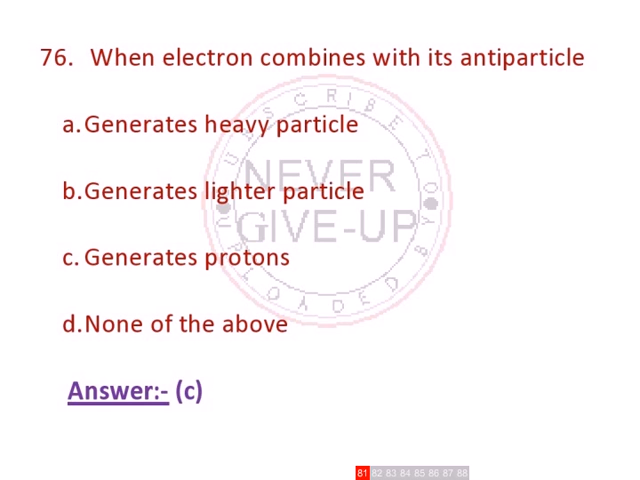 76. When electron combines with its antiparticle
a. Generates heavy particle
b. Generates lighter particle
c. Generates protons
d. None of the above
Answer:- (c)
NEVER
GIVE-UP
81 82 83 84 85 86 87 88